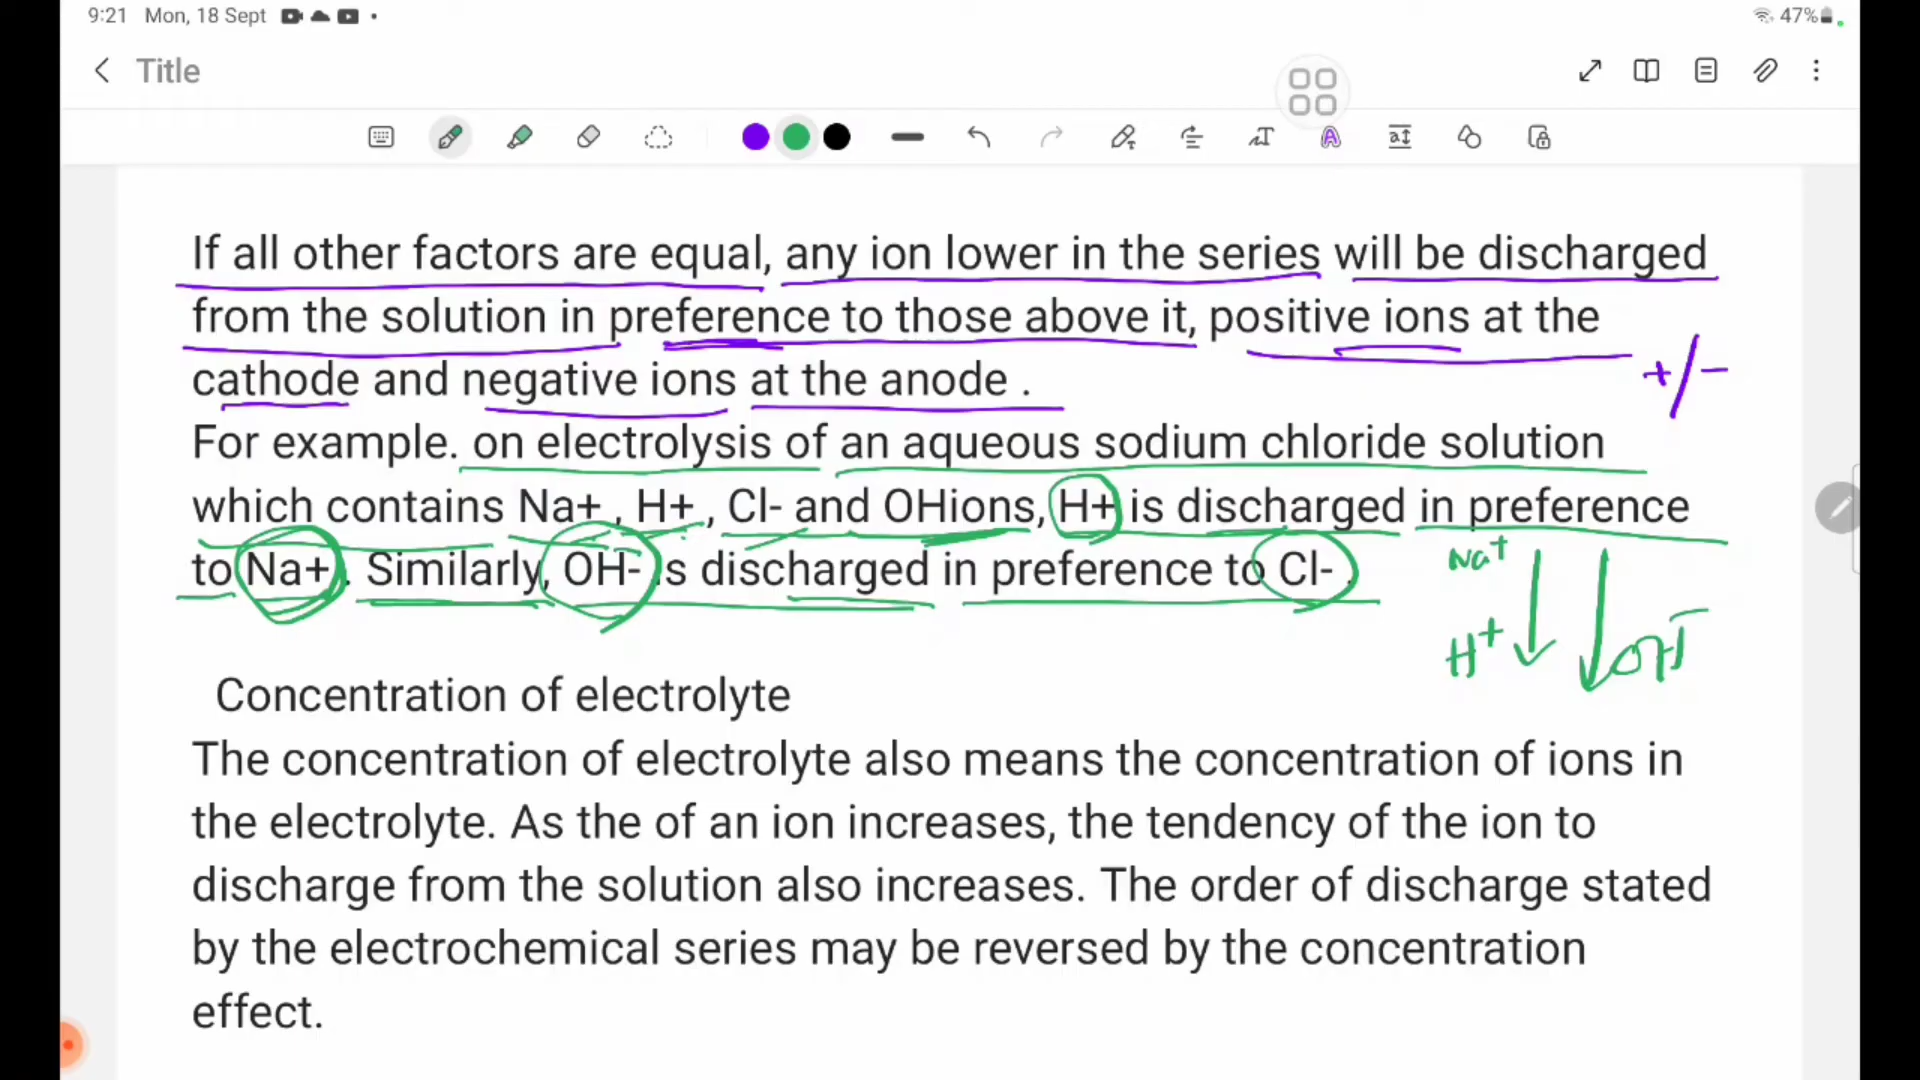 9:21 Mon, 18 Sept
47%
Title
If all other factors are equal, any ion lower in the series will be discharged
from the solution in preference to those above it, positive ions at the
+/-
cathode and negative ions at the anode .
For example. on electrolysis of an aqueous sodium chloride solution
which contains Na+ , H+ , Cl- and OHions, H+ is discharged in preference
to Na+ . Similarly, OH- is discharged in preference to Cl- .
Na+
H+
OH-
Concentration of electrolyte
The concentration of electrolyte also means the concentration of ions in
the electrolyte. As the of an ion increases, the tendency of the ion to
discharge from the solution also increases. The order of discharge stated
by the electrochemical series may be reversed by the concentration
effect.